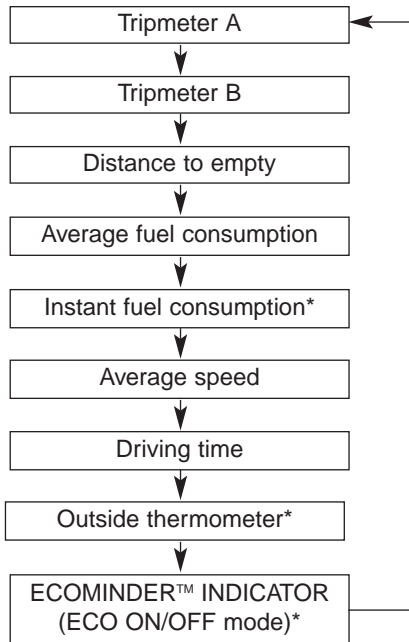 Tripmeter A
Tripmeter B
Distance to empty
Average fuel consumption
Instant fuel consumption*
Average speed
Driving time
Outside thermometer*
ECOMINDER™ INDICATOR
(ECO ON/OFF mode)*